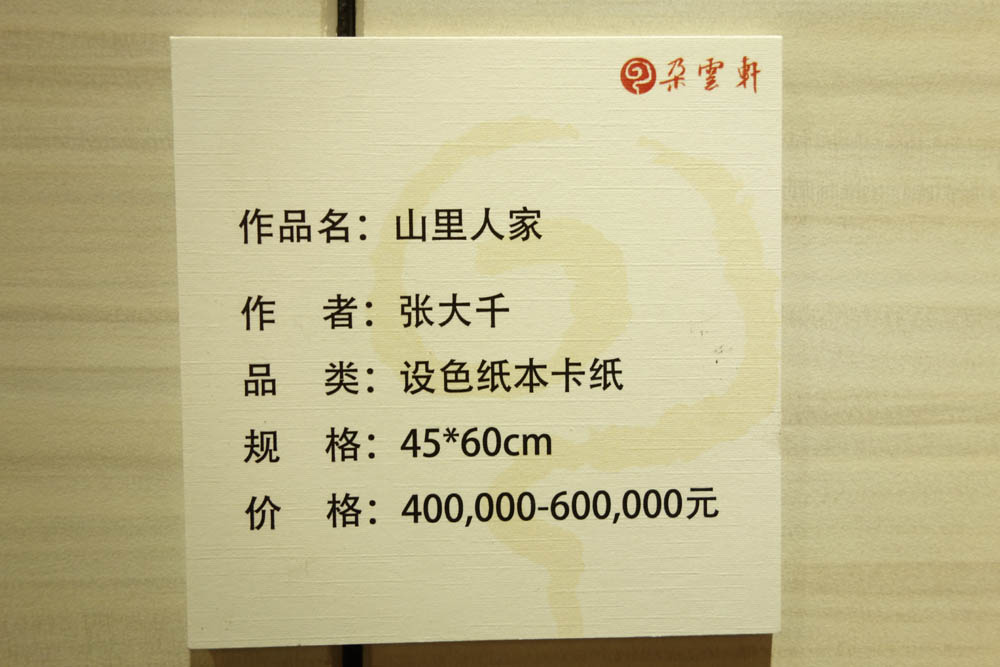 朵雲軒
作品名：山里人家
作 者：张大千
品 类：设色纸本卡纸
规 格：45*60cm
价 格：400,000-600,000元